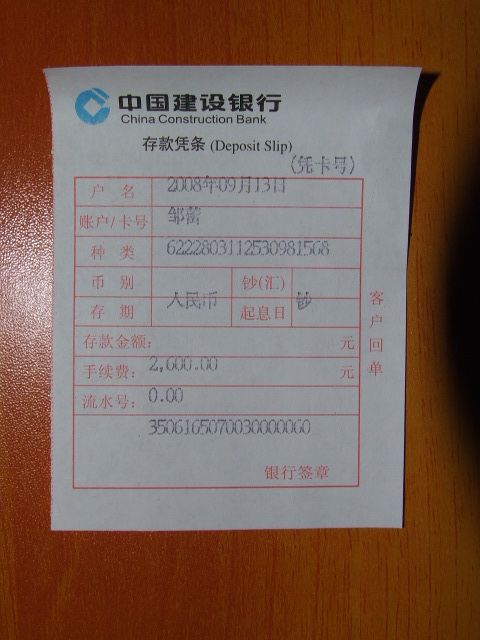 中国建设银行
China Construction Bank
存款凭条 (Deposit Slip)
(凭卡号)
户 名 2008年09月13日
账户/卡号 邹蕾
种 类 6222803112530981568
币 别 钞(汇)
人民币 钞
存 期 起息日
存款金额: 元
手续费: 2,600.00 元
流水号: 0.00
3506165070030000060
银行签章
客户回单